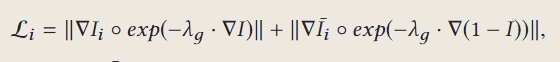 ℒᵢ = ‖∇Iᵢ ∘ exp(−λ_g · ∇I)‖ + ‖∇Īᵢ ∘ exp(−λ_g · ∇(1 − I))‖,